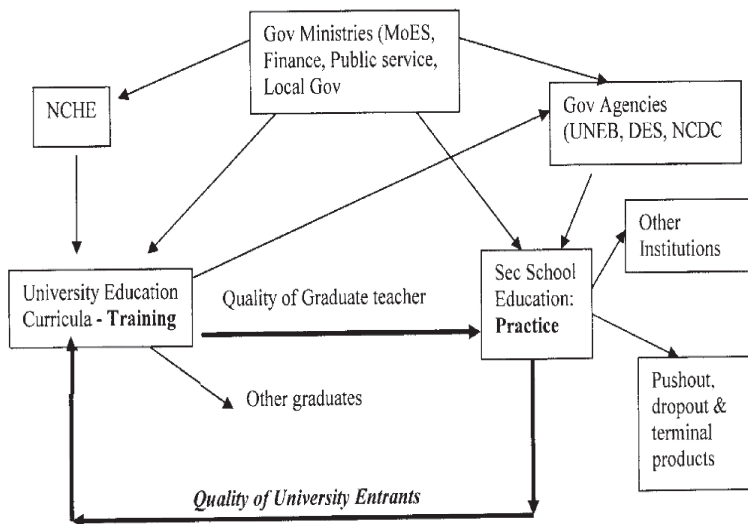 Gov Ministries (MoES,
Finance, Public service,
Local Gov
NCHE
Gov Agencies
(UNEB, DES, NCDC
Other
Institutions
University Education
Curricula - Training
Quality of Graduate teacher
Sec School
Education:
Practice
Other graduates
Pushout,
dropout &
terminal
products
Quality of University Entrants